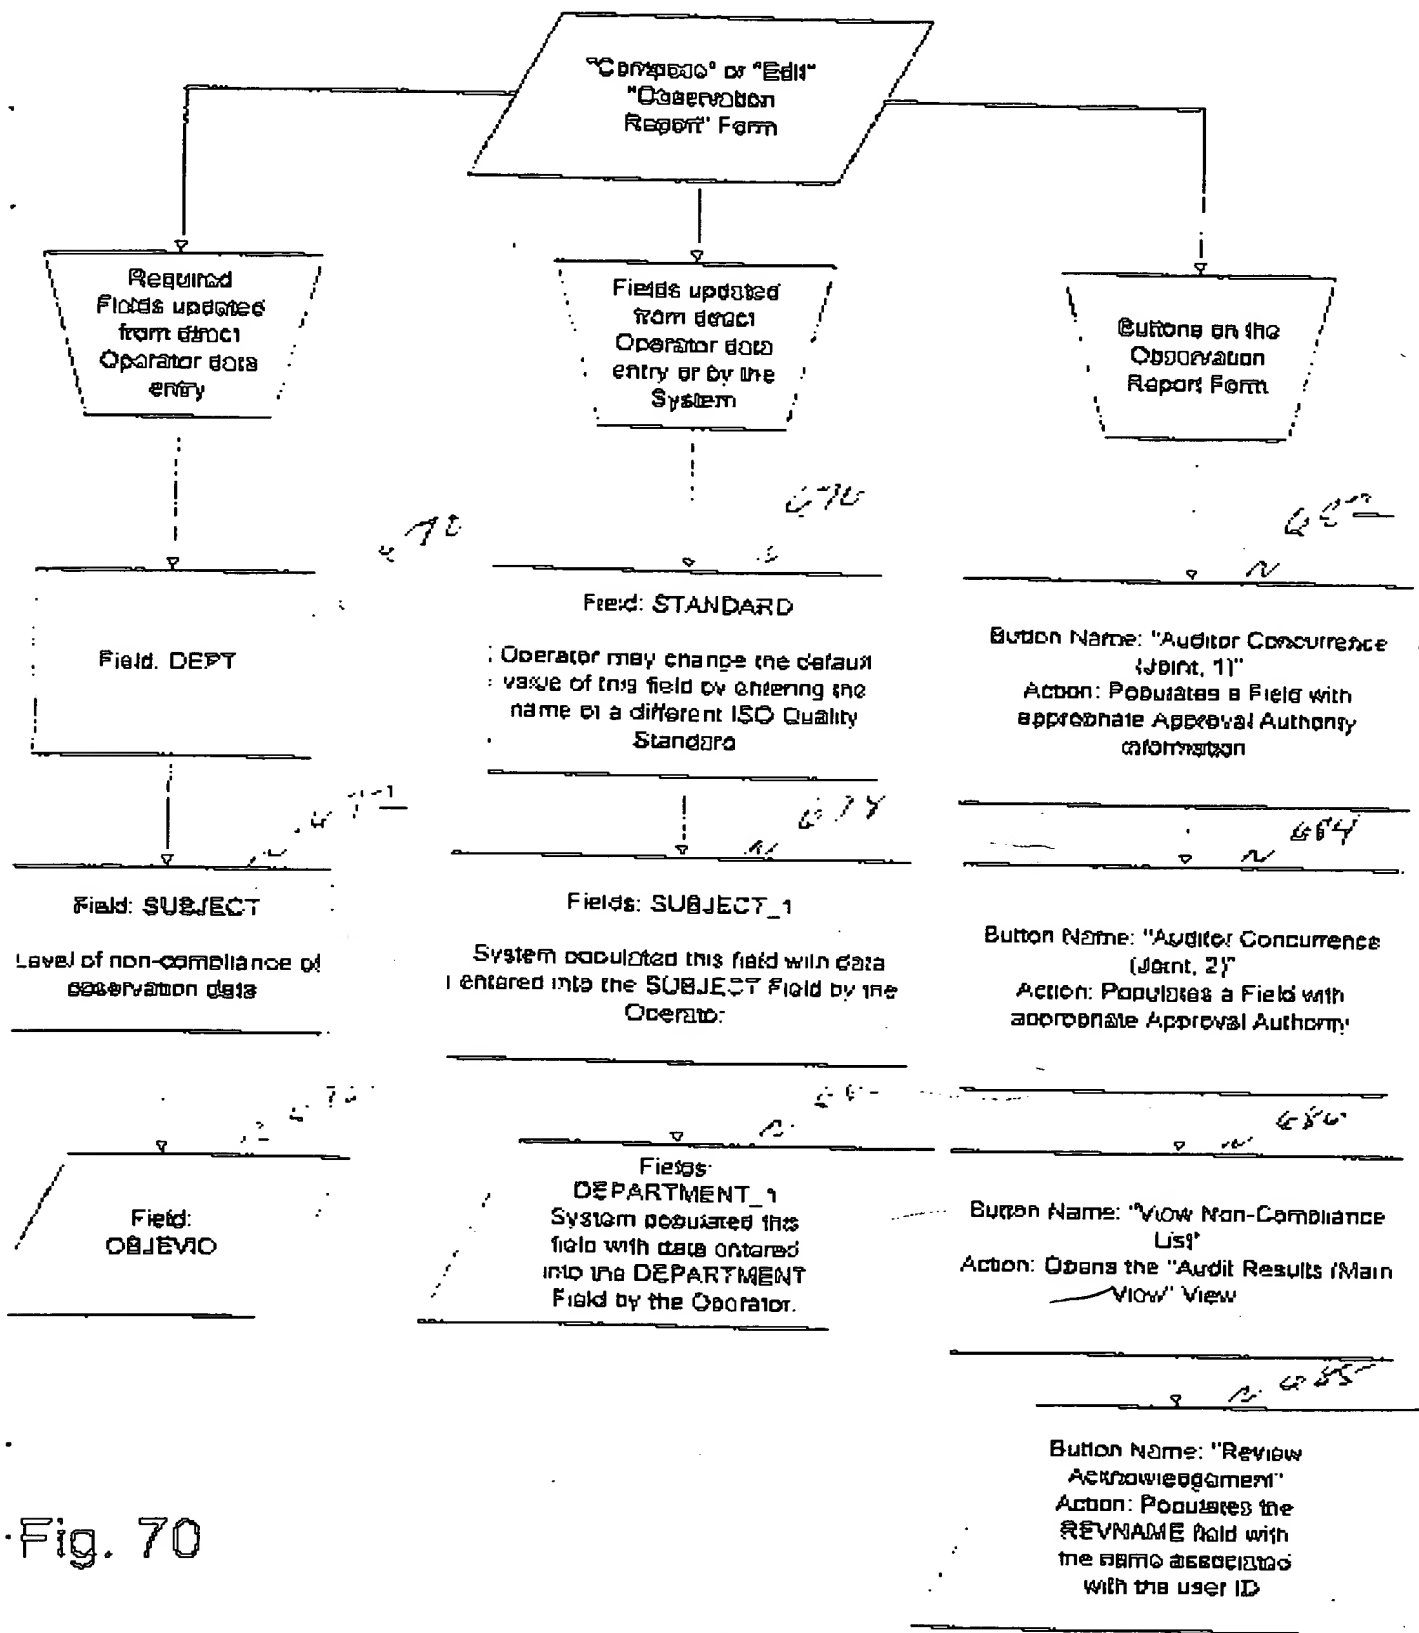 "Compose" or "Edit"
"Observation
Report" Form
Required
Fields updated
from direct
Operator data
entry
Fields updated
from direct
Operator data
entry or by the
System
Buttons on the
Observation
Report Form
670
Field: DEPT
Field: STANDARD
Operator may change the default
value of this field by entering the
name of a different ISO Quality
Standard
Button Name: "Auditor Concurrence
(Joint, 1)"
Action: Populates a Field with
appropriate Approval Authority
information
678
684
Field: SUBJECT
Level of non-compliance of
observation data
Fields: SUBJECT_1
System populated this field with data
entered into the SUBJECT Field by the
Operator.
Button Name: "Auditor Concurrence
(Joint, 2)"
Action: Populates a Field with
appropriate Approval Authority
686
Field:
OBJEVID
Fields:
DEPARTMENT_1
System populated this
field with data entered
into the DEPARTMENT
Field by the Operator.
Button Name: "View Non-Compliance
List"
Action: Opens the "Audit Results (Main
View" View
Button Name: "Review
Acknowledgement"
Action: Populates the
REVNAME field with
the name associated
with the user ID
Fig. 70